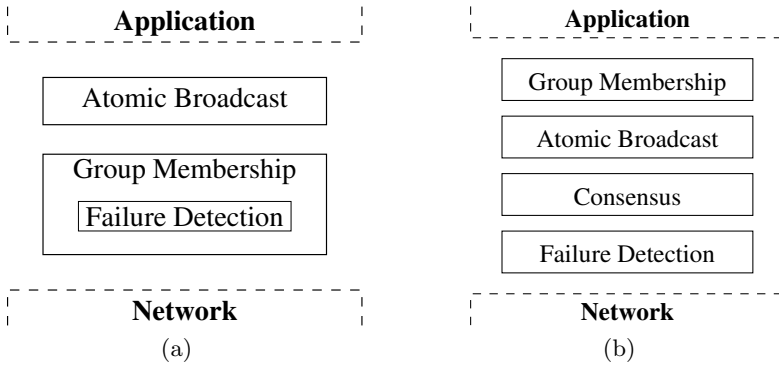 Application
Atomic Broadcast
Group Membership
Failure Detection
Network
(a)
Application
Group Membership
Atomic Broadcast
Consensus
Failure Detection
Network
(b)